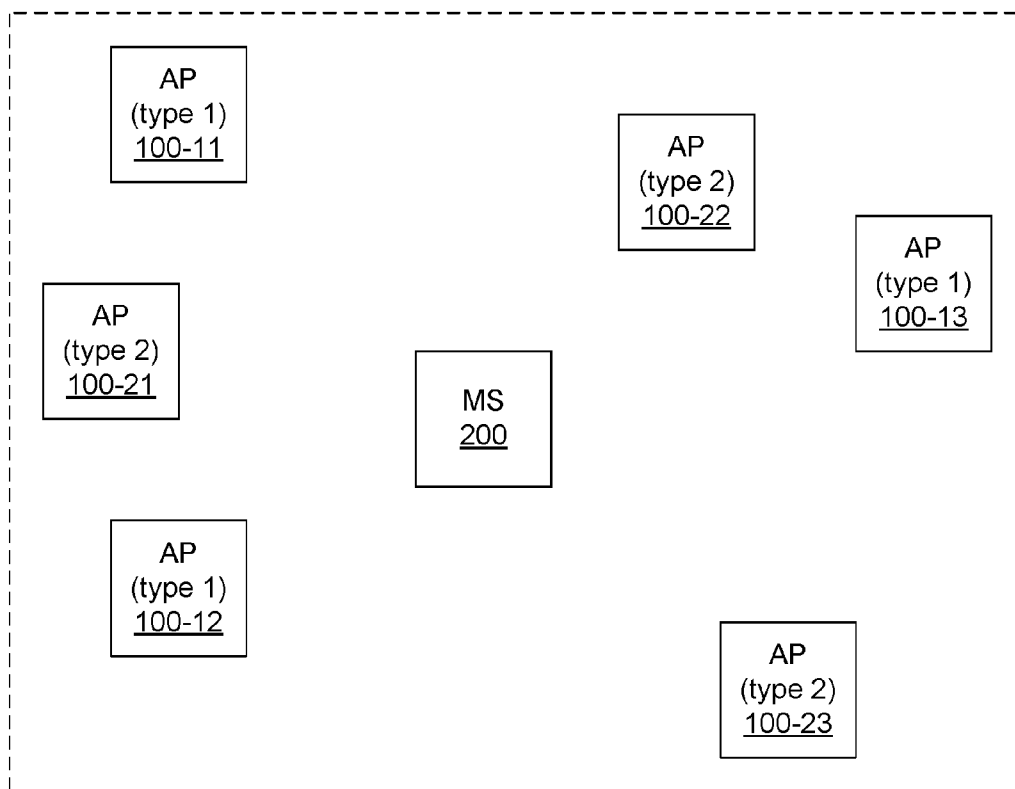 AP
(type 1)
100-11
AP
(type 2)
100-22
AP
(type 1)
100-13
AP
(type 2)
100-21
MS
200
AP
(type 1)
100-12
AP
(type 2)
100-23